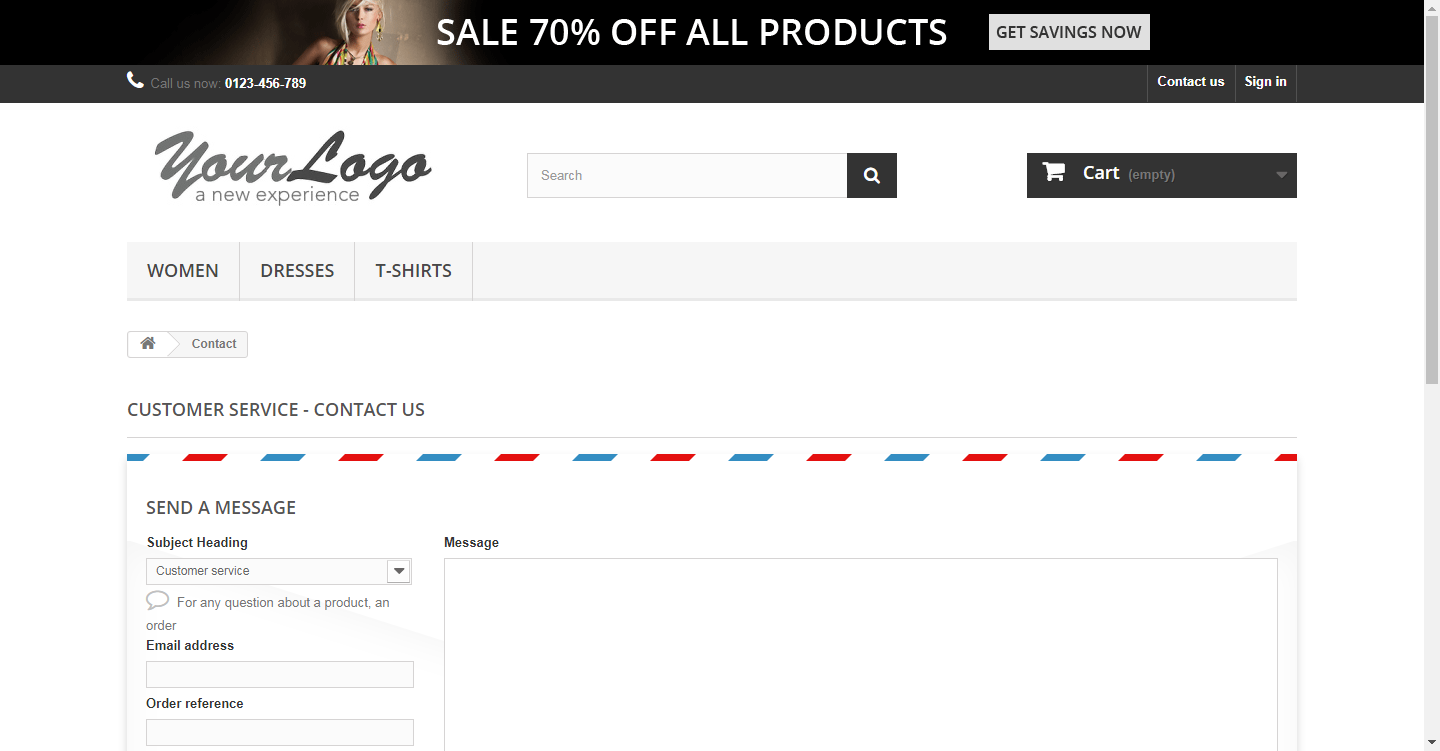 SALE 70% OFF ALL PRODUCTS
GET SAVINGS NOW
Call us now: 0123-456-789
Contact us
Sign in
YourLogo
a new experience
Search
Cart (empty)
WOMEN
DRESSES
T-SHIRTS
Contact
CUSTOMER SERVICE - CONTACT US
SEND A MESSAGE
Subject Heading
Customer service
For any question about a product, an
order
Email address
Order reference
Message